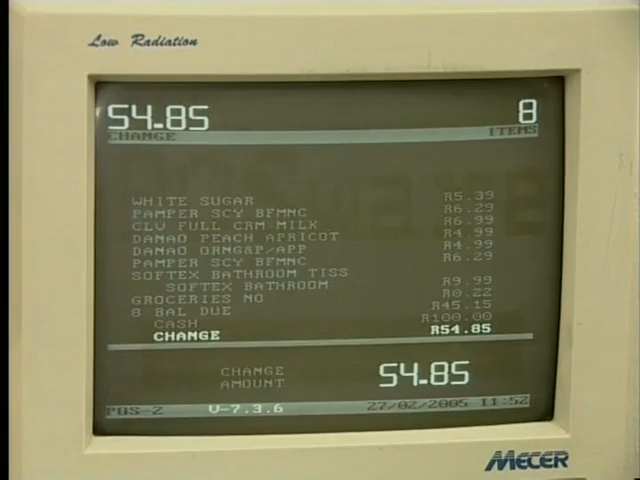 Low Radiation
54.85 8
CHANGE ITEMS
WHITE SUGAR R5.39
PAMPER SCY BFMNC R6.29
CLV FULL CRM MILK R6.99
DANAO PEACH APRICOT R4.99
DANAO ORNG&P/APP R4.99
PAMPER SCY BFMNC R6.29
SOFTEX BATHROOM TISS
SOFTEX BATHROOM R9.99
GROCERIES NO R0.22
8 BAL DUE R45.15
CASH R100.00
CHANGE R54.85
CHANGE
AMOUNT 54.85
POS-2 V-7.3.6 27/02/2005 11:52
MECER